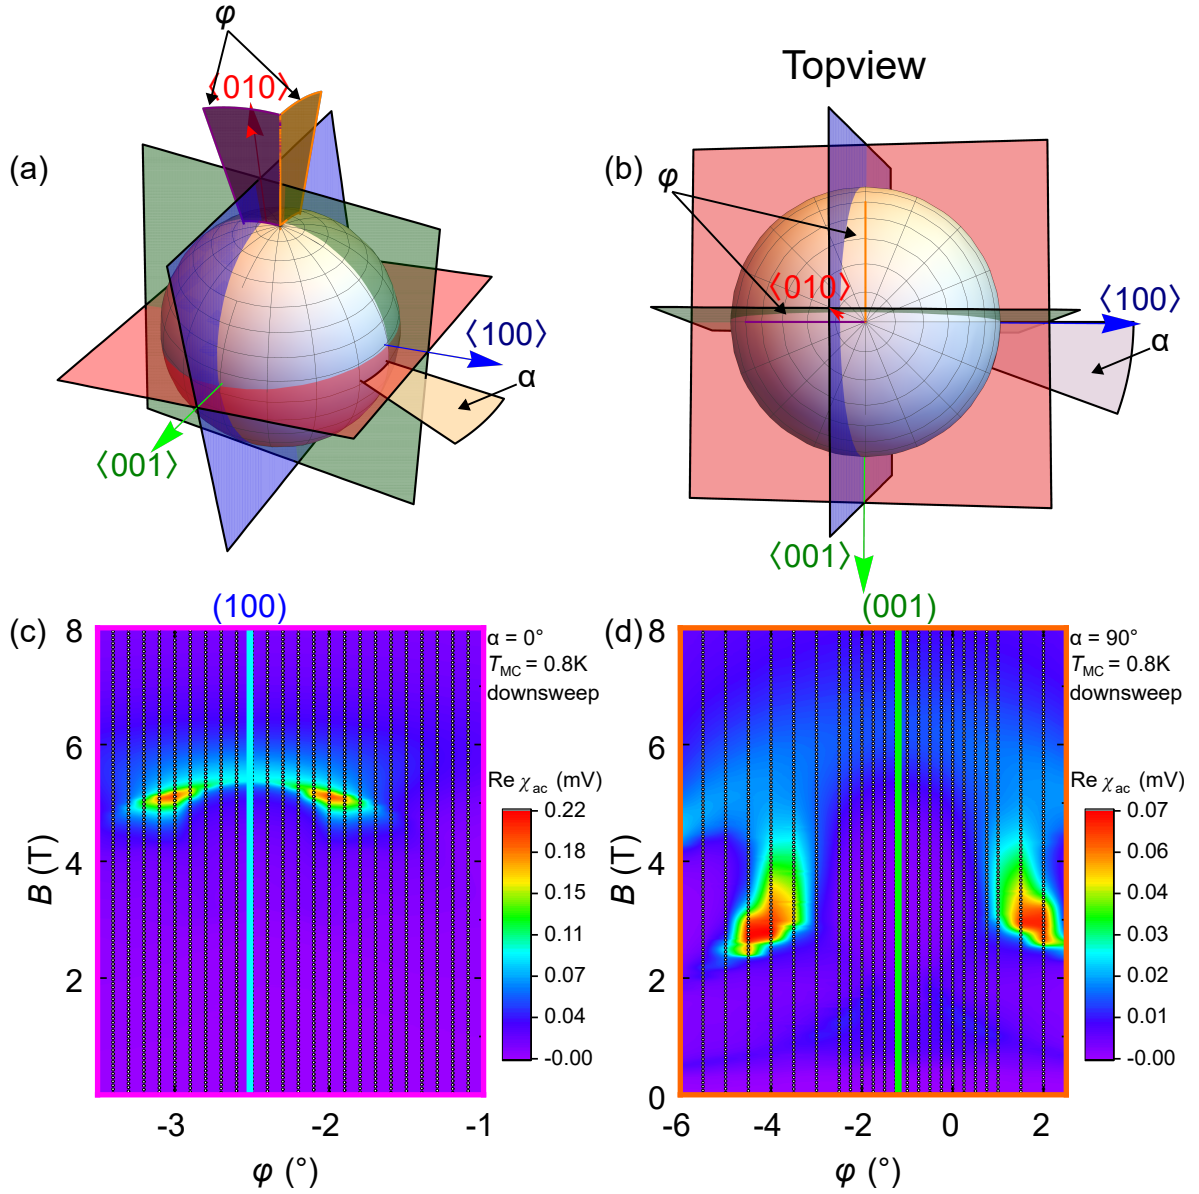 φ
⟨010⟩
(a)
⟨100⟩
α
⟨001⟩
Topview
(b)
φ
⟨010⟩
⟨100⟩
α
⟨001⟩
(100)
(c)
8
6
4
2
B (T)
-3
-2
-1
φ (°)
α = 0°
T_MC = 0.8K
downsweep
Re χ_ac (mV)
0.22
0.18
0.15
0.11
0.07
0.04
-0.00
(001)
(d)
8
6
4
2
0
B (T)
-6
-4
-2
0
2
φ (°)
α = 90°
T_MC = 0.8K
downsweep
Re χ_ac (mV)
0.07
0.06
0.04
0.03
0.02
0.01
-0.00